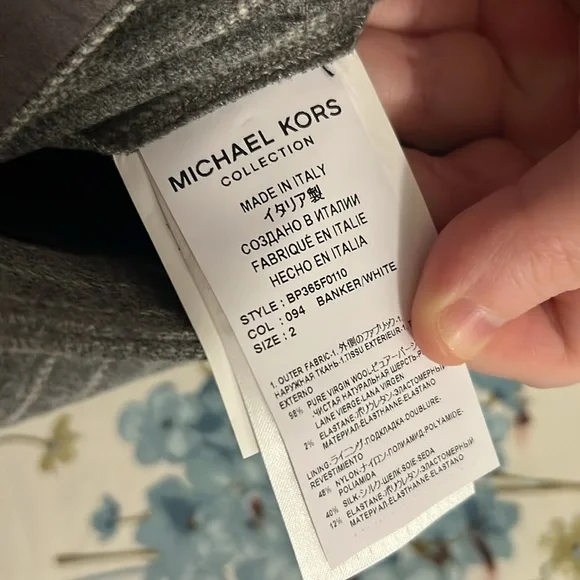 MICHAEL KORS
COLLECTION
MADE IN ITALY
イタリア製
СОЗДАНО В ИТАЛИИ
FABRIQUÉ EN ITALIE
HECHO EN ITALIA
STYLE : BP365F0110
COL : 094 BANKER/WHITE
SIZE : 2
1. OUTER FABRIC-1. 外側のファブリック-1.
НАРУЖНАЯ ТКАНЬ-1.TISSU EXTERIEUR-1.
EXTERNO
PURE VIRGIN WOOL-ピュアー バージ
ЧИСТАЯ НАТУРАЛЬНАЯ ШЕРСТЬ-
LAINE VIERGE-LANA VIRGEN
2% ELASTANE-ポリウレタン-ЭЛАСТОМЕРНЫЙ
МАТЕРИАЛ-ELASTHANNE-ELASTANO
LINING-ライニング-ПОДКЛАДКА-DOUBLURE-
REVESTIMIENTO
48% NYLON-ナイロン-ПОЛИАМИД-POLYAMIDE-
POLIAMIDA
40% SILK-シルク-ШЕЛК-SOIE-SEDA
12% ELASTANE-ポリウレタン-ЭЛАСТОМЕРНЫЙ
МАТЕРИАЛ-ELASTHANNE-ELASTANO